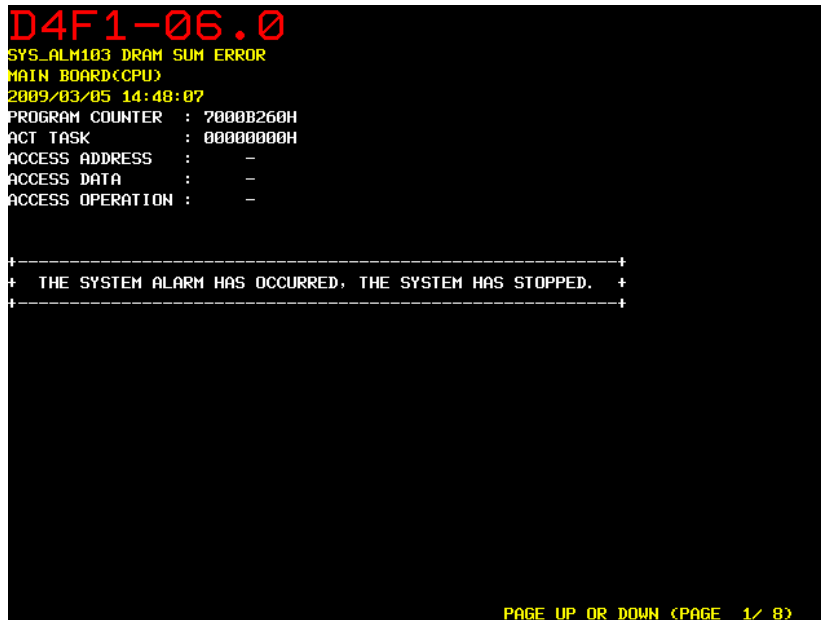 D4F1-06.0
SYS_ALM103 DRAM SUM ERROR
MAIN BOARD(CPU)
2009/03/05 14:48:07
PROGRAM COUNTER : 7000B260H
ACT TASK : 00000000H
ACCESS ADDRESS : -
ACCESS DATA : -
ACCESS OPERATION : -
+----------------------------------------------------------+
+ THE SYSTEM ALARM HAS OCCURRED, THE SYSTEM HAS STOPPED. +
+----------------------------------------------------------+
PAGE UP OR DOWN (PAGE 1/ 8)